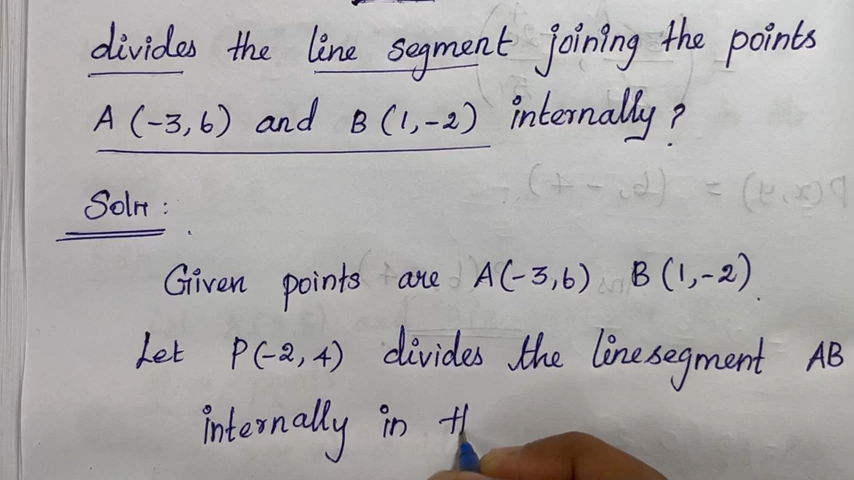 divides the line segment joining the points
A (-3, 6) and B (1, -2) internally?
Soln :
Given points are A(-3, 6) B (1, -2).
Let P(-2, 4) divides the linesegment AB
internally in